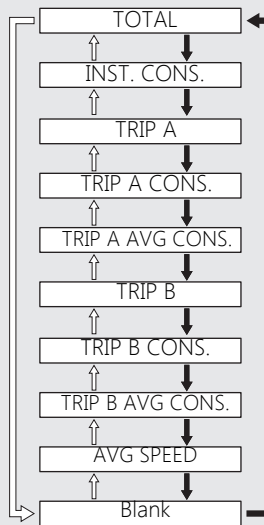 TOTAL
INST. CONS.
TRIP A
TRIP A CONS.
TRIP A AVG CONS.
TRIP B
TRIP B CONS.
TRIP B AVG CONS.
AVG SPEED
Blank